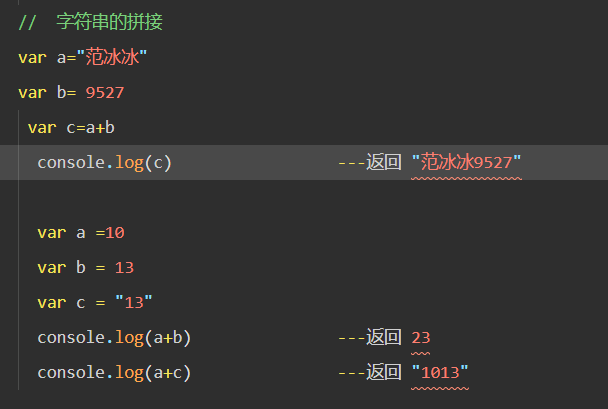 //  字符串的拼接
var a="范冰冰"
var b= 9527
var c=a+b
console.log(c)                ---返回 "范冰冰9527"
var a =10
var b = 13
var c = "13"
console.log(a+b)              ---返回 23
console.log(a+c)              ---返回 "1013"